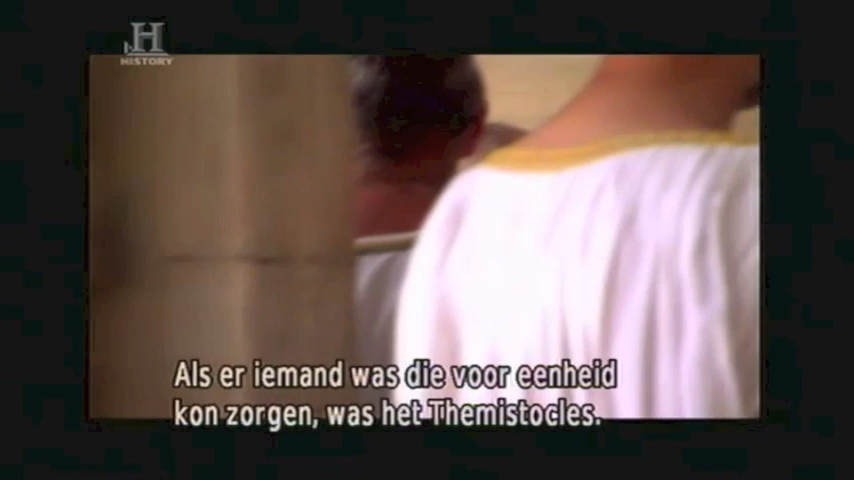 H
HISTORY
Als er iemand was die voor eenheid
kon zorgen, was het Themistocles.